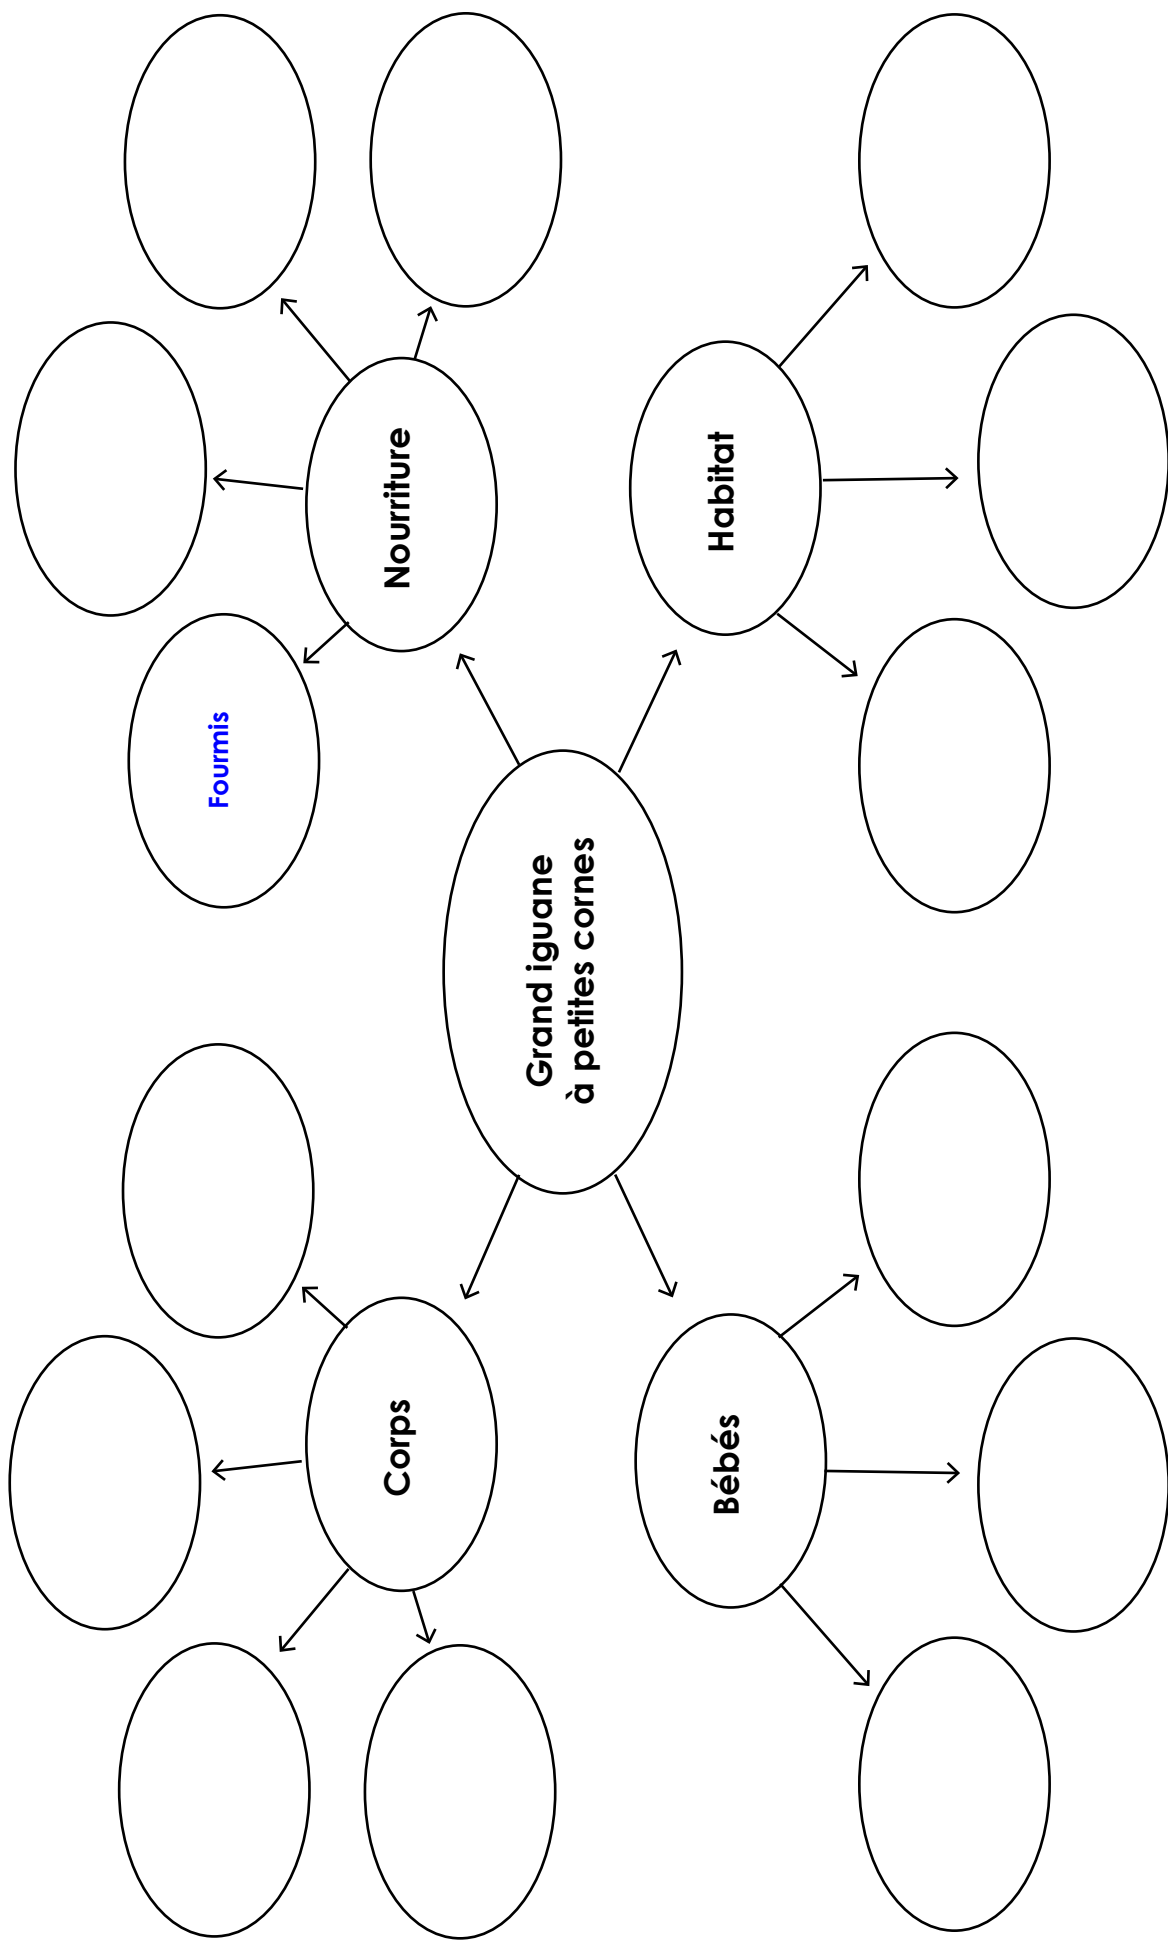 Corps
Fourmis
Nourriture
Grand iguane
à petites cornes
Bébés
Habitat